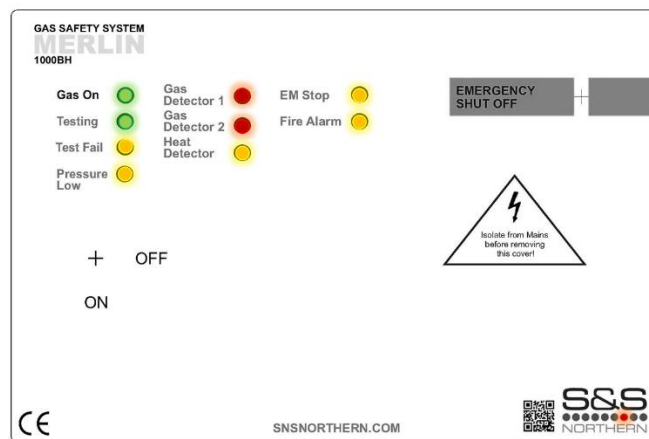 GAS SAFETY SYSTEM
MERLIN
1000BH
Gas On
Testing
Test Fail
Pressure
Low
Gas
Detector 1
Gas
Detector 2
Heat
Detector
EM Stop
Fire Alarm
EMERGENCY
SHUT OFF
Isolate from Mains
before removing
this cover!
+ OFF
ON
CE
SNSNORTHERN.COM
S&S
NORTHERN